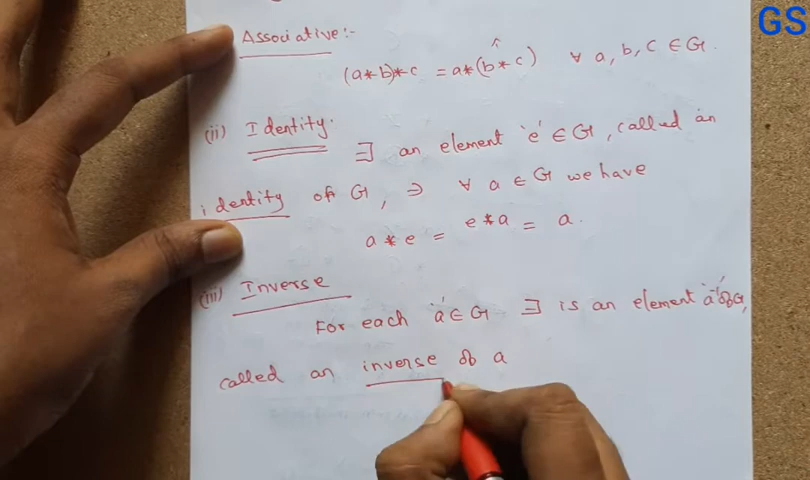 GS
Associative:-
(a*b)*c = a*(b*c) ∀ a, b, c ∈ G.
(ii) Identity.
∃ an element 'e' ∈ G, called an
identity of G, ∋ ∀ a ∈ G we have
a*e = e*a = a.
(iii) Inverse
For each 'a' ∈ G ∃ is an element 'a⁻¹' of G,
called an inverse of a